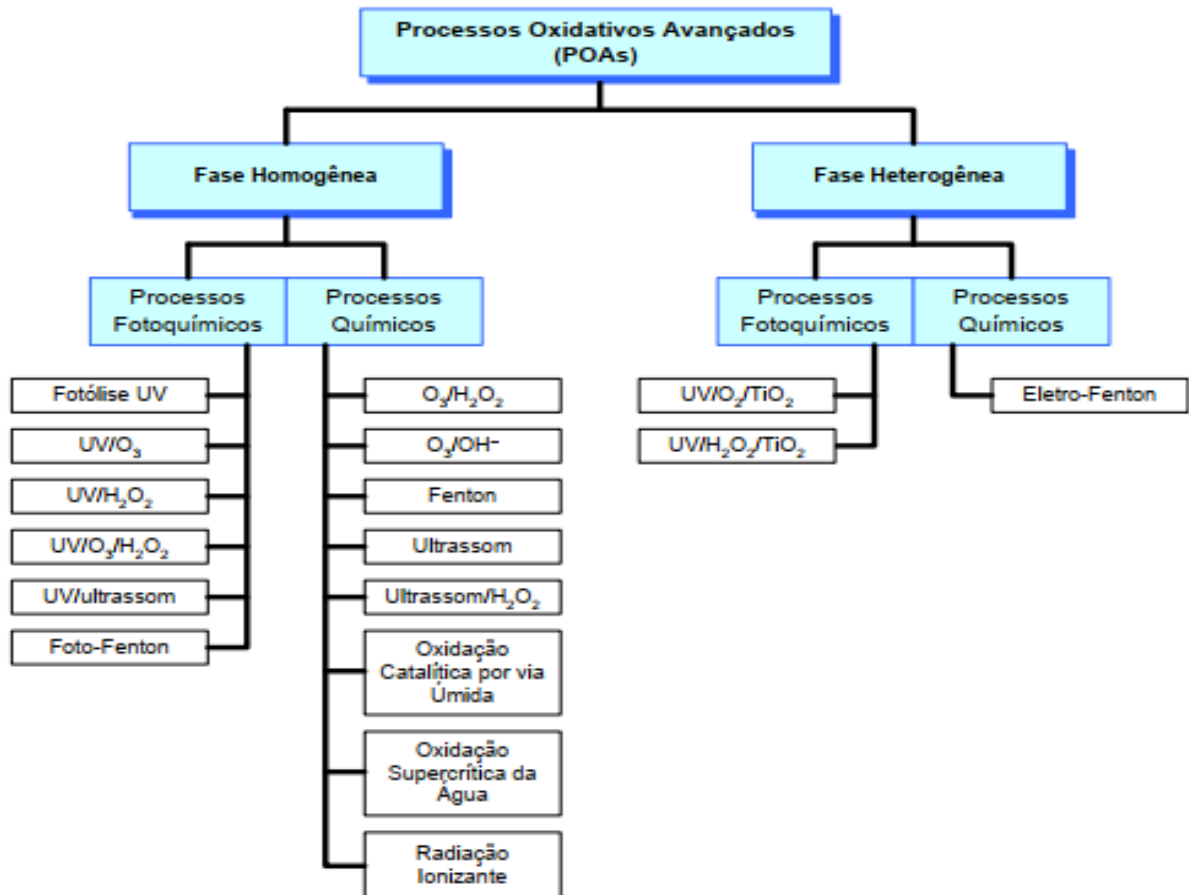 Processos Oxidativos Avançados
(POAs)
Fase Homogênea
Fase Heterogênea
Processos
Fotoquímicos
Processos
Químicos
Processos
Fotoquímicos
Processos
Químicos
Fotólise UV
UV/O₃
UV/H₂O₂
UV/O₃/H₂O₂
UV/ultrassom
Foto-Fenton
O₃/H₂O₂
O₃/OH⁻
Fenton
Ultrassom
Ultrassom/H₂O₂
Oxidação
Catalítica por via
Úmida
Oxidação
Supercrítica da
Água
Radiação
Ionizante
UV/O₂/TiO₂
UV/H₂O₂/TiO₂
Eletro-Fenton